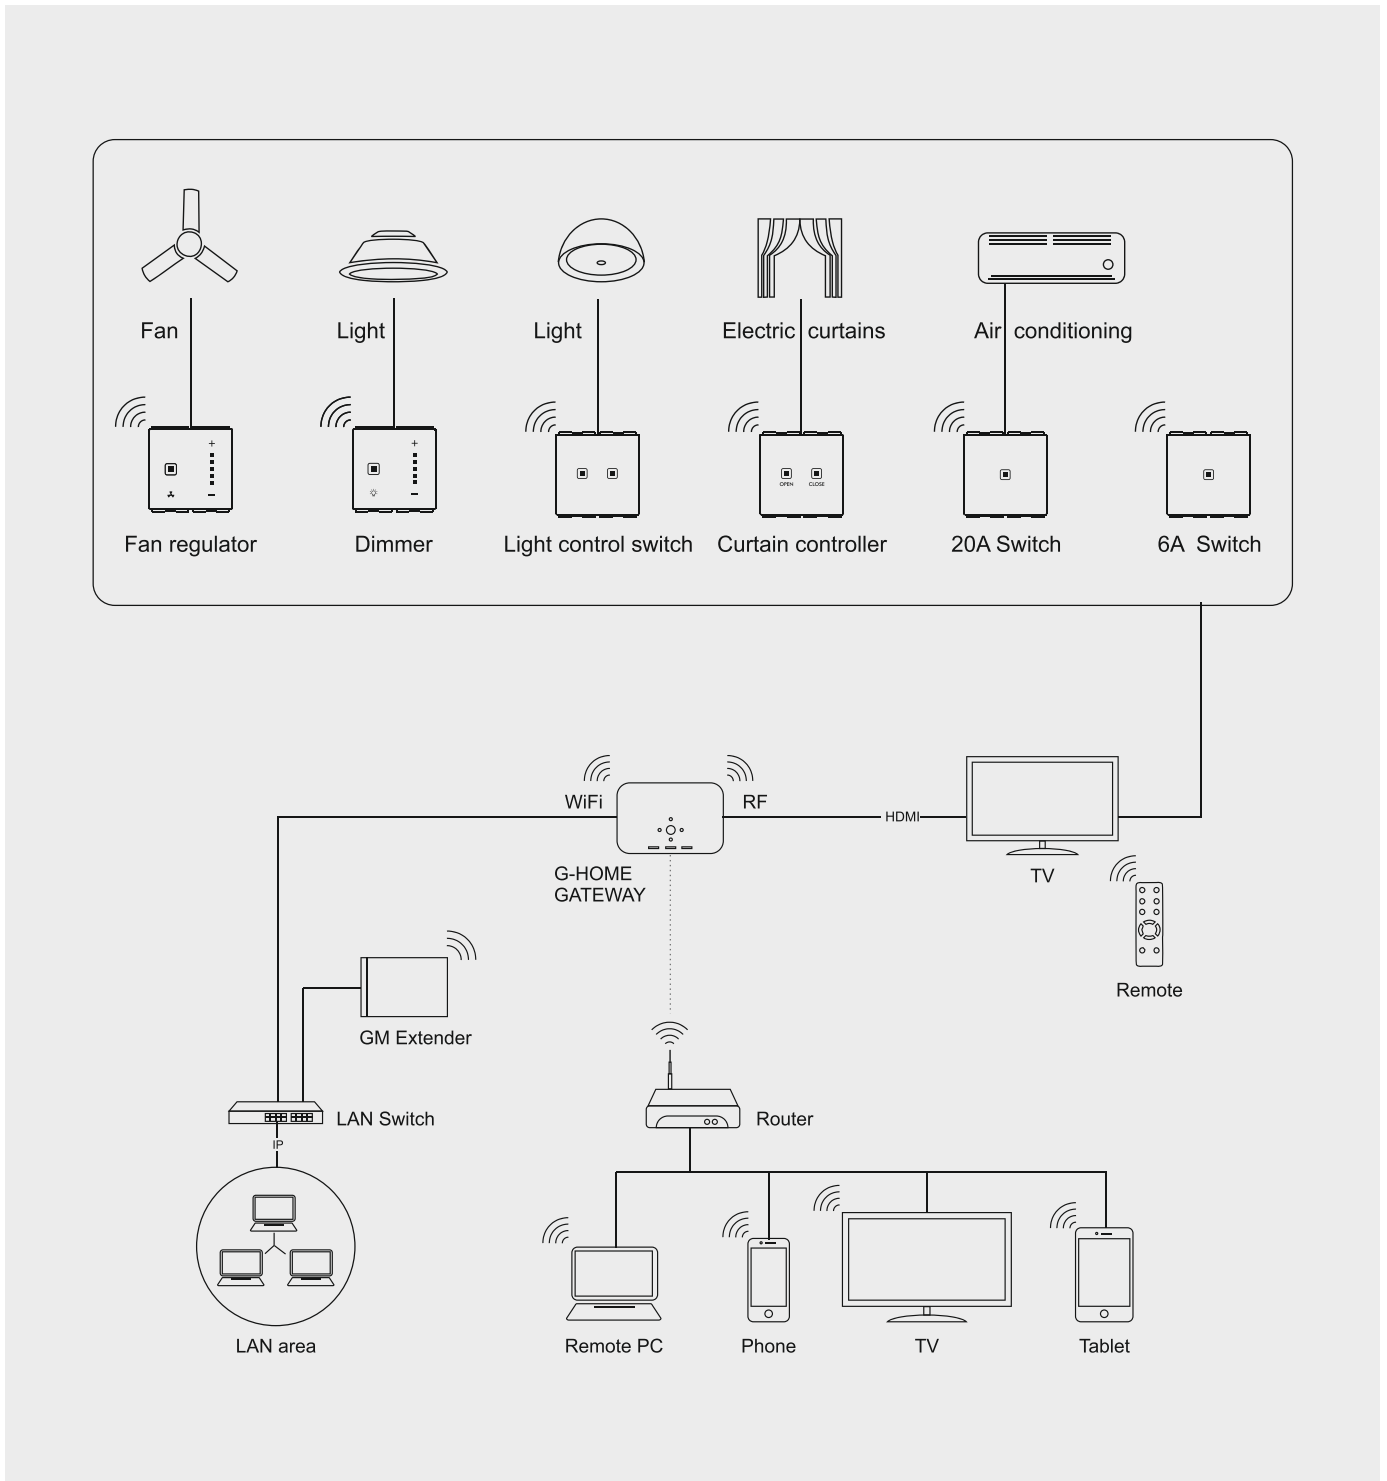 Fan
Light
Light
Electric curtains
Air conditioning
+
−
+
−
OPEN
CLOSE
Fan regulator
Dimmer
Light control switch
Curtain controller
20A Switch
6A Switch
WiFi
RF
HDMI
G-HOME
GATEWAY
TV
Remote
GM Extender
LAN Switch
Router
IP
LAN area
Remote PC
Phone
TV
Tablet